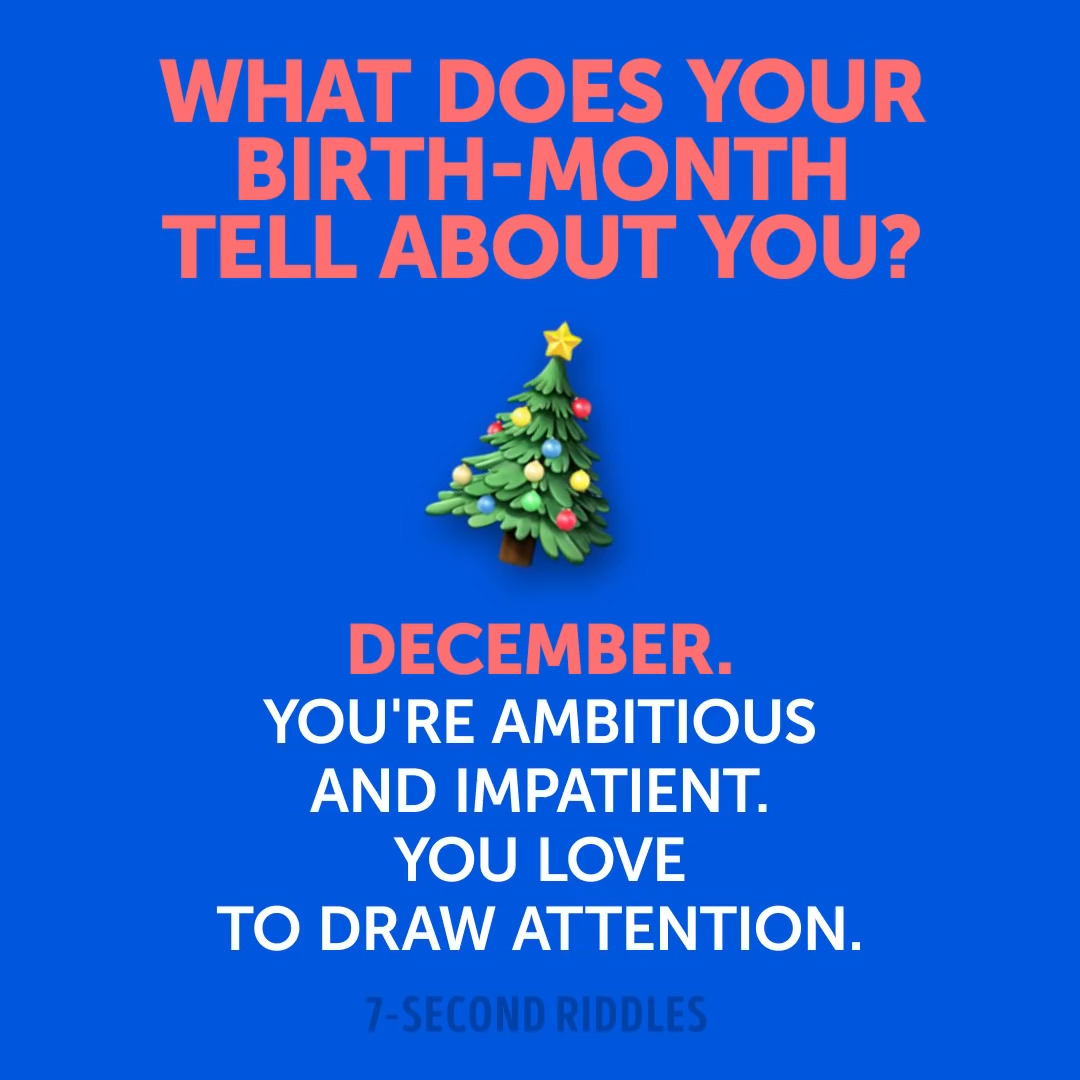 WHAT DOES YOUR
BIRTH-MONTH
TELL ABOUT YOU?
DECEMBER.
YOU'RE AMBITIOUS
AND IMPATIENT.
YOU LOVE
TO DRAW ATTENTION.
7-SECOND RIDDLES